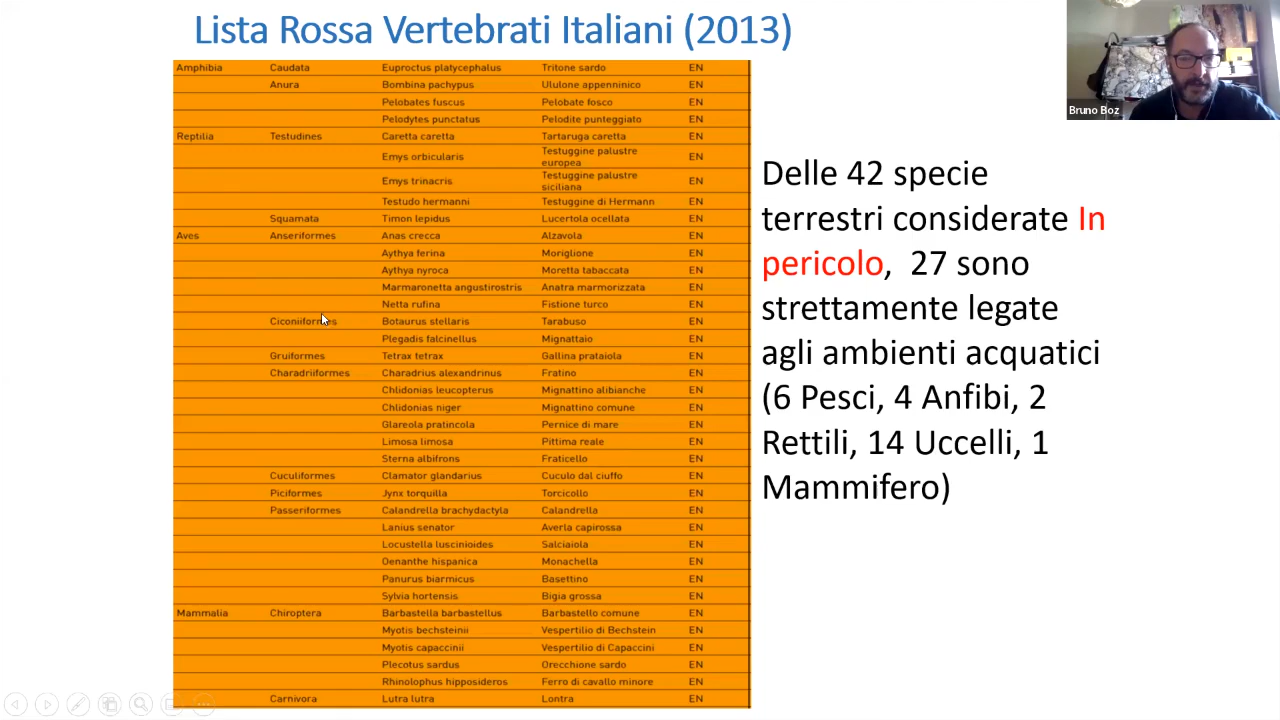 Lista Rossa Vertebrati Italiani (2013)
Amphibia Caudata Euproctus platycephalus Tritone sardo EN
Anura Bombina pachypus Ululone appenninico EN
Pelobates fuscus Pelobate fosco EN
Pelodytes punctatus Pelodite punteggiato EN
Reptilia Testudines Caretta caretta Tartaruga caretta EN
Emys orbicularis Testuggine palustre europea EN
Emys trinacris Testuggine palustre siciliana EN
Testudo hermanni Testuggine di Hermann EN
Squamata Timon lepidus Lucertola ocellata EN
Aves Anseriformes Anas crecca Alzavola EN
Aythya ferina Moriglione EN
Aythya nyroca Moretta tabaccata EN
Marmaronetta angustirostris Anatra marmorizzata EN
Netta rufina Fistione turco EN
Ciconiiformes Botaurus stellaris Tarabuso EN
Plegadis falcinellus Mignattaio EN
Gruiformes Tetrax tetrax Gallina prataiola EN
Charadriiformes Charadrius alexandrinus Fratino EN
Chlidonias leucopterus Mignattino alibianche EN
Chlidonias niger Mignattino comune EN
Glareola pratincola Pernice di mare EN
Limosa limosa Pittima reale EN
Sterna albifrons Fraticello EN
Cuculiformes Clamator glandarius Cuculo dal ciuffo EN
Piciformes Jynx torquilla Torcicollo EN
Passeriformes Calandrella brachydactyla Calandrella EN
Lanius senator Averla capirossa EN
Locustella luscinioides Salciaiola EN
Oenanthe hispanica Monachella EN
Panurus biarmicus Basettino EN
Sylvia hortensis Bigia grossa EN
Mammalia Chiroptera Barbastella barbastellus Barbastello comune EN
Myotis bechsteinii Vespertilio di Bechstein EN
Myotis capaccinii Vespertilio di Capaccini EN
Plecotus sardus Orecchione sardo EN
Rhinolophus hipposideros Ferro di cavallo minore EN
Carnivora Lutra lutra Lontra EN
Bruno Boz
Delle 42 specie
terrestri considerate In
pericolo, 27 sono
strettamente legate
agli ambienti acquatici
(6 Pesci, 4 Anfibi, 2
Rettili, 14 Uccelli, 1
Mammifero)